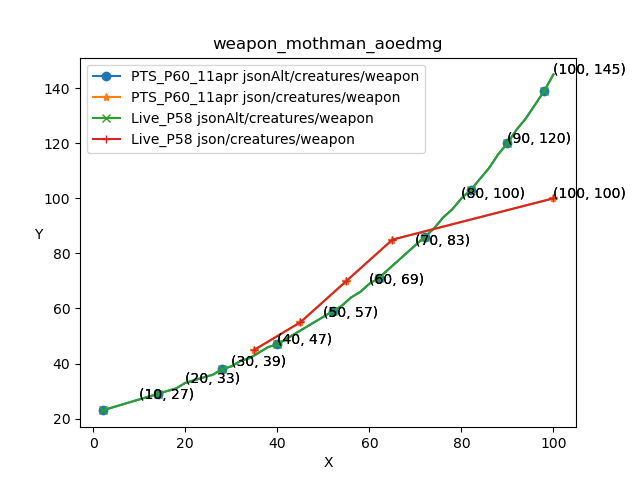 weapon_mothman_aoedmg
PTS_P60_11apr jsonAlt/creatures/weapon
PTS_P60_11apr json/creatures/weapon
Live_P58 jsonAlt/creatures/weapon
Live_P58 json/creatures/weapon
(100, 145)
(90, 120)
(80, 100)
(100, 100)
(70, 83)
(60, 69)
(50, 57)
(40, 47)
(30, 39)
(20, 33)
(10, 27)
Y
140
120
100
80
60
40
20
0 20 40 60 80 100
X